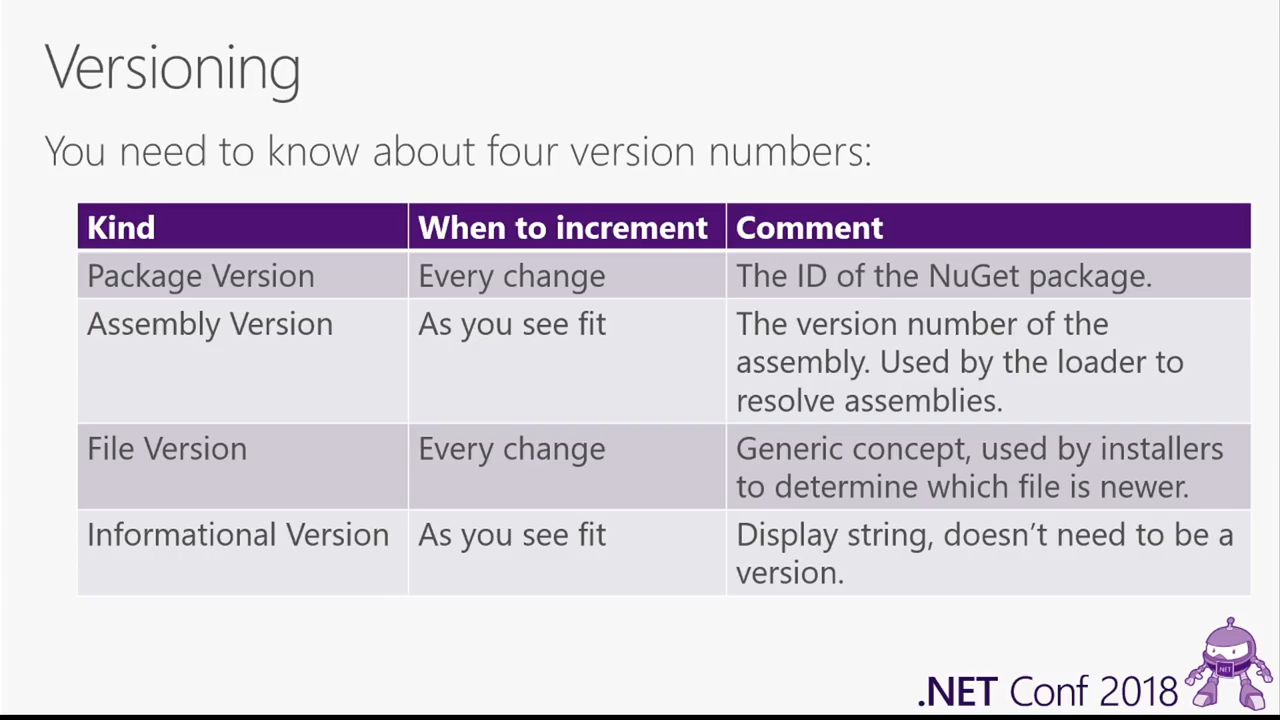 Versioning
You need to know about four version numbers:
Kind When to increment Comment
Package Version Every change The ID of the NuGet package.
Assembly Version As you see fit The version number of the
assembly. Used by the loader to
resolve assemblies.
File Version Every change Generic concept, used by installers
to determine which file is newer.
Informational Version As you see fit Display string, doesn’t need to be a
version.
.NET Conf 2018
.NET